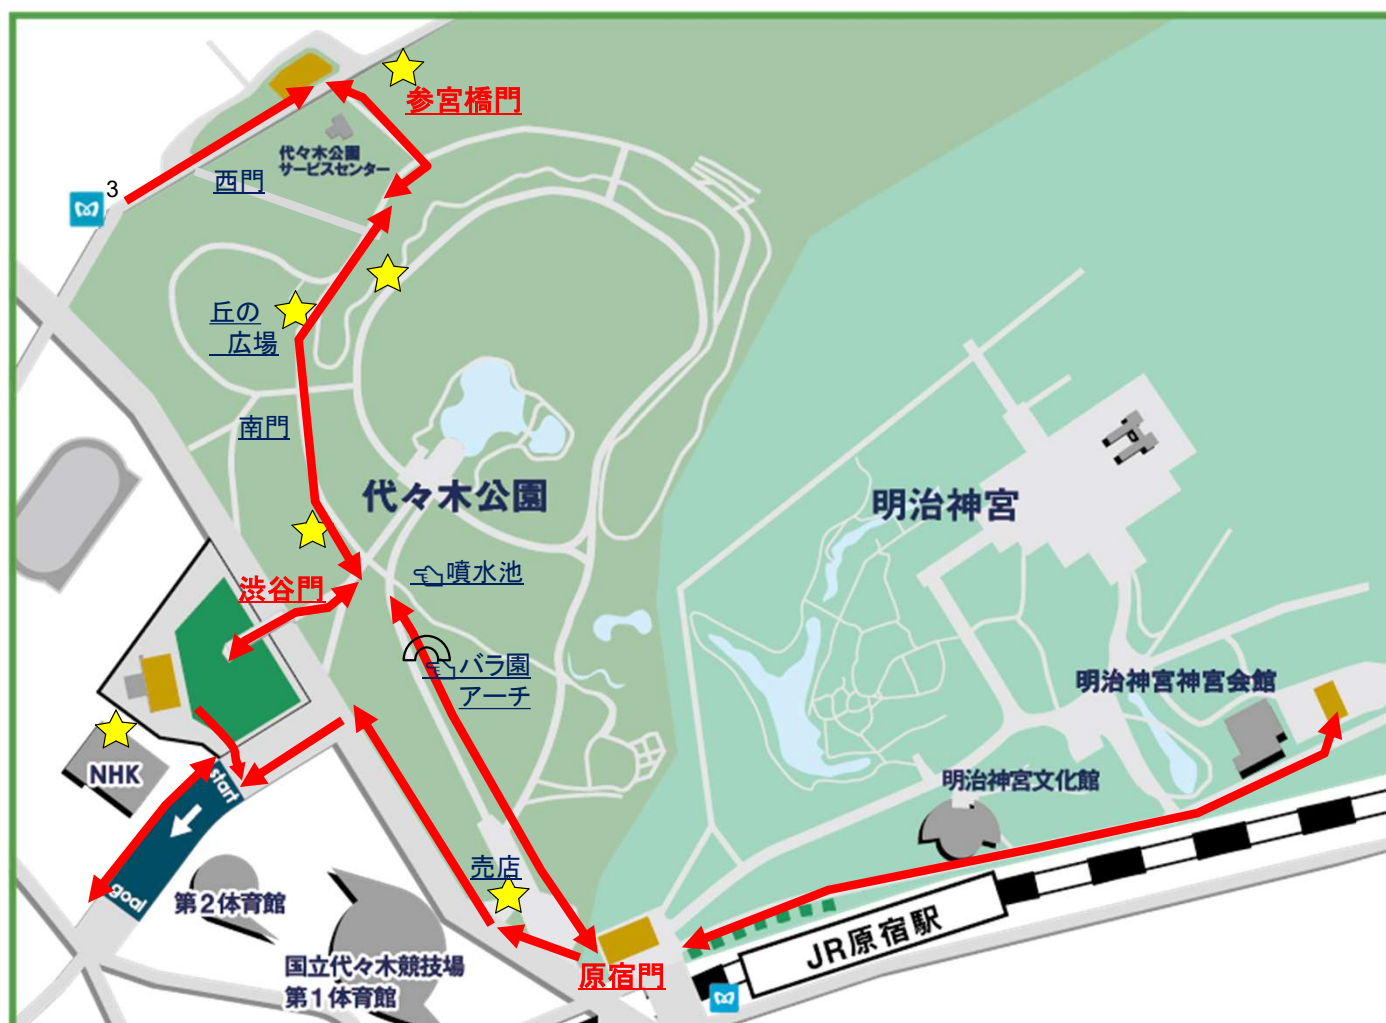 参宮橋門
代々木公園
サービスセンター
3
西門
丘の
広場
南門
代々木公園
明治神宮
噴水池
渋谷門
バラ園
アーチ
明治神宮神宮会館
NHK
start
明治神宮文化館
goal
売店
第2体育館
JR原宿駅
国立代々木競技場
第1体育館
原宿門